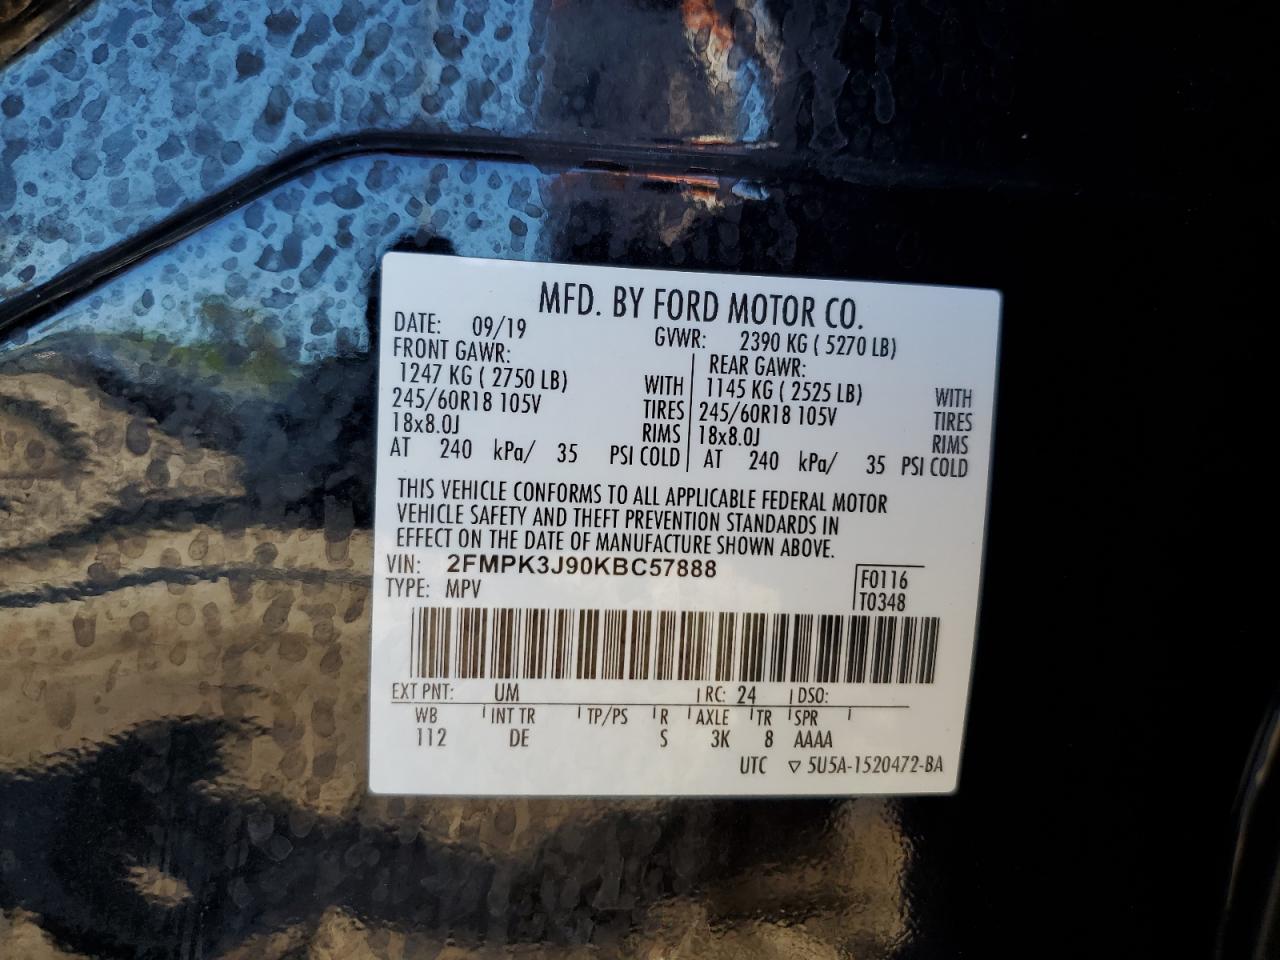 MFD. BY FORD MOTOR CO.
DATE: 09/19 GVWR: 2390 KG ( 5270 LB)
FRONT GAWR: REAR GAWR:
1247 KG ( 2750 LB) WITH 1145 KG ( 2525 LB) WITH
245/60R18 105V TIRES 245/60R18 105V TIRES
18x8.0J RIMS 18x8.0J RIMS
AT 240 kPa/ 35 PSI COLD AT 240 kPa/ 35 PSI COLD
THIS VEHICLE CONFORMS TO ALL APPLICABLE FEDERAL MOTOR
VEHICLE SAFETY AND THEFT PREVENTION STANDARDS IN
EFFECT ON THE DATE OF MANUFACTURE SHOWN ABOVE.
VIN: 2FMPK3J90KBC57888 F0116
TYPE: MPV T0348
EXT PNT: UM RC: 24 DSO:
WB INT TR TP/PS R AXLE TR SPR
112 DE S 3K 8 AAAA
UTC ▽ 5U5A-1520472-BA